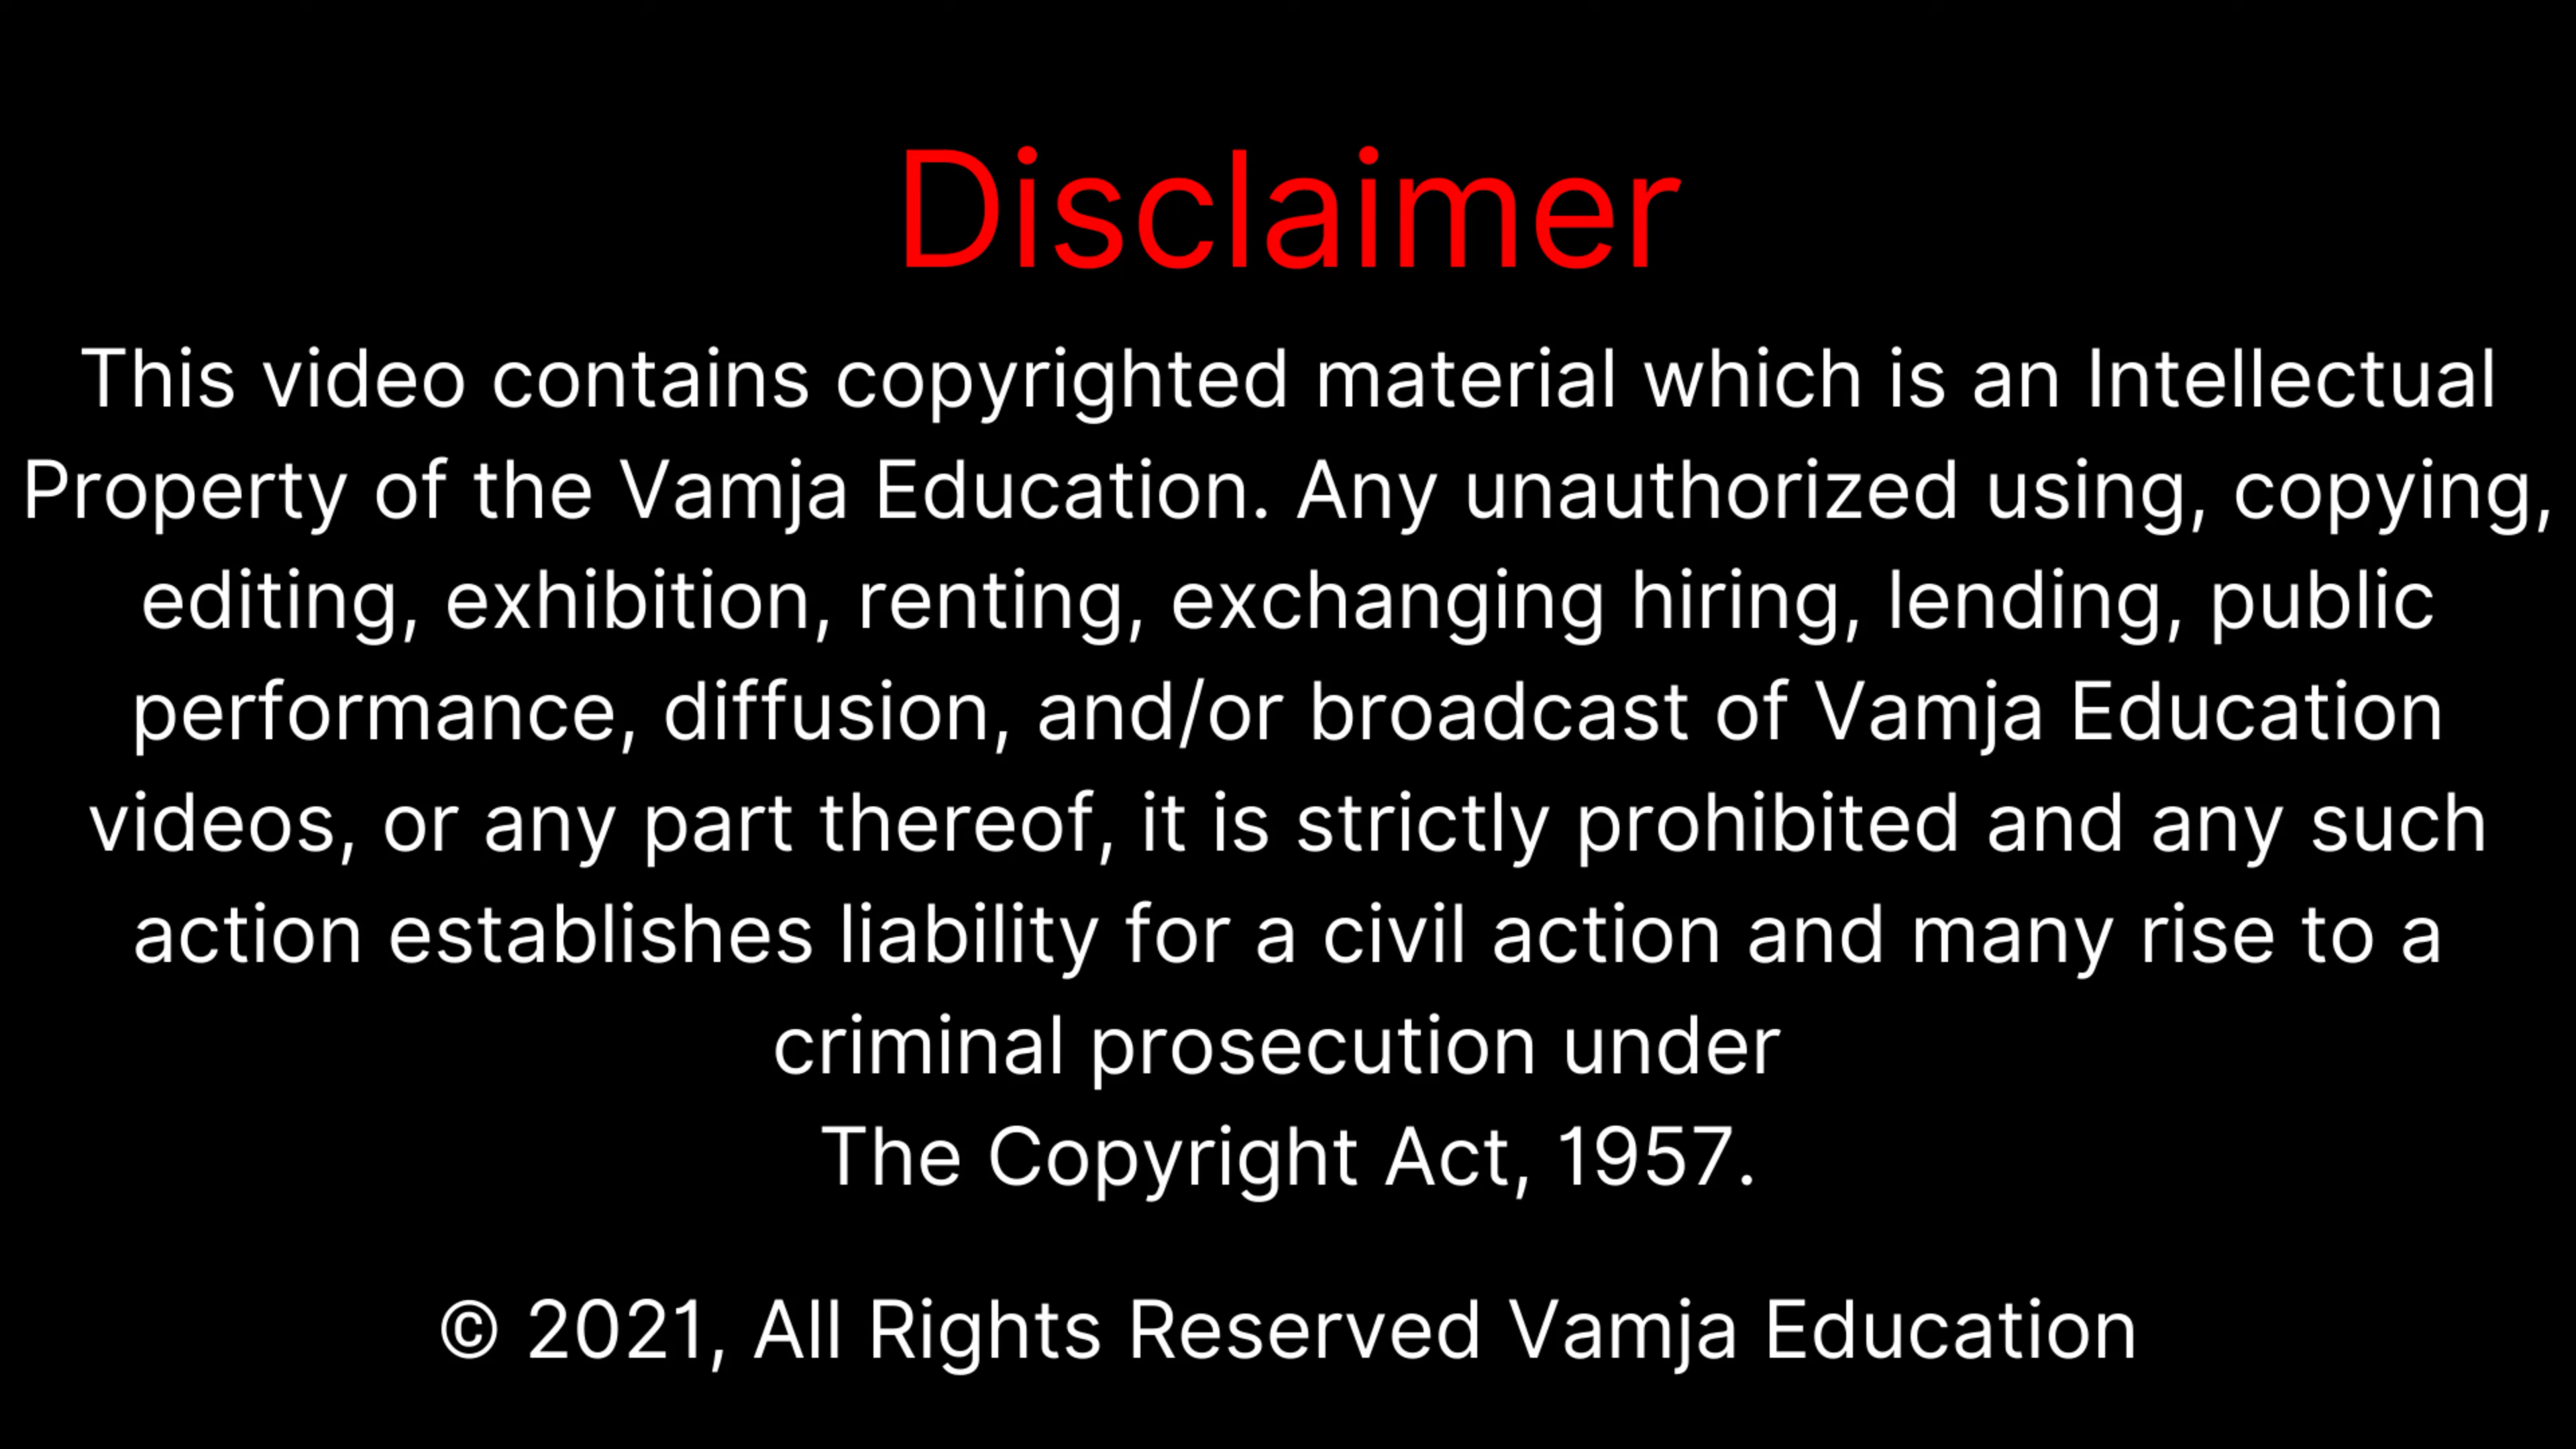 Disclaimer
This video contains copyrighted material which is an Intellectual
Property of the Vamja Education. Any unauthorized using, copying,
editing, exhibition, renting, exchanging hiring, lending, public
performance, diffusion, and/or broadcast of Vamja Education
videos, or any part thereof, it is strictly prohibited and any such
action establishes liability for a civil action and many rise to a
criminal prosecution under
The Copyright Act, 1957.
© 2021, All Rights Reserved Vamja Education